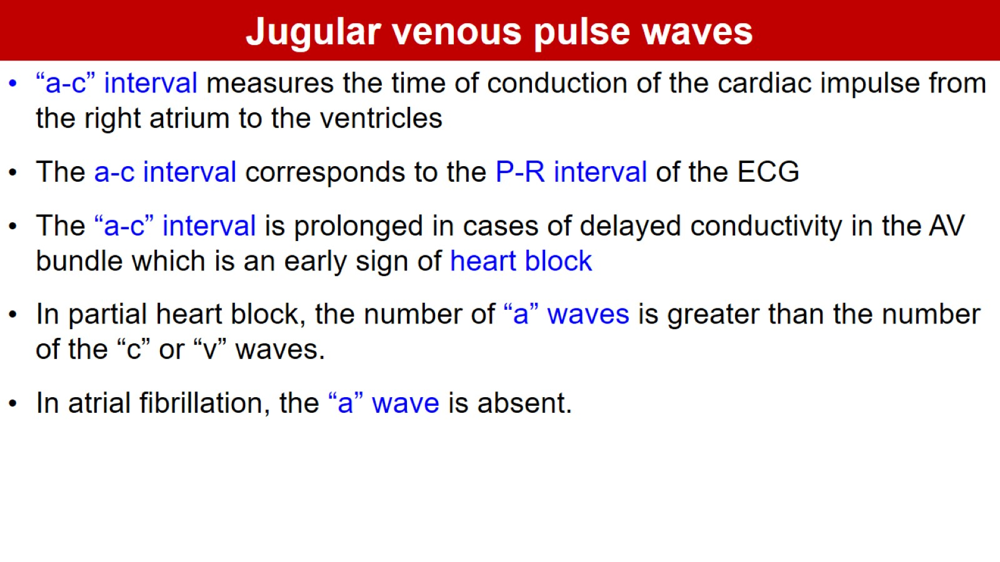 Jugular venous pulse waves
• “a-c” interval measures the time of conduction of the cardiac impulse from
the right atrium to the ventricles
• The a-c interval corresponds to the P-R interval of the ECG
• The “a-c” interval is prolonged in cases of delayed conductivity in the AV
bundle which is an early sign of heart block
• In partial heart block, the number of “a” waves is greater than the number
of the “c” or “v” waves.
• In atrial fibrillation, the “a” wave is absent.